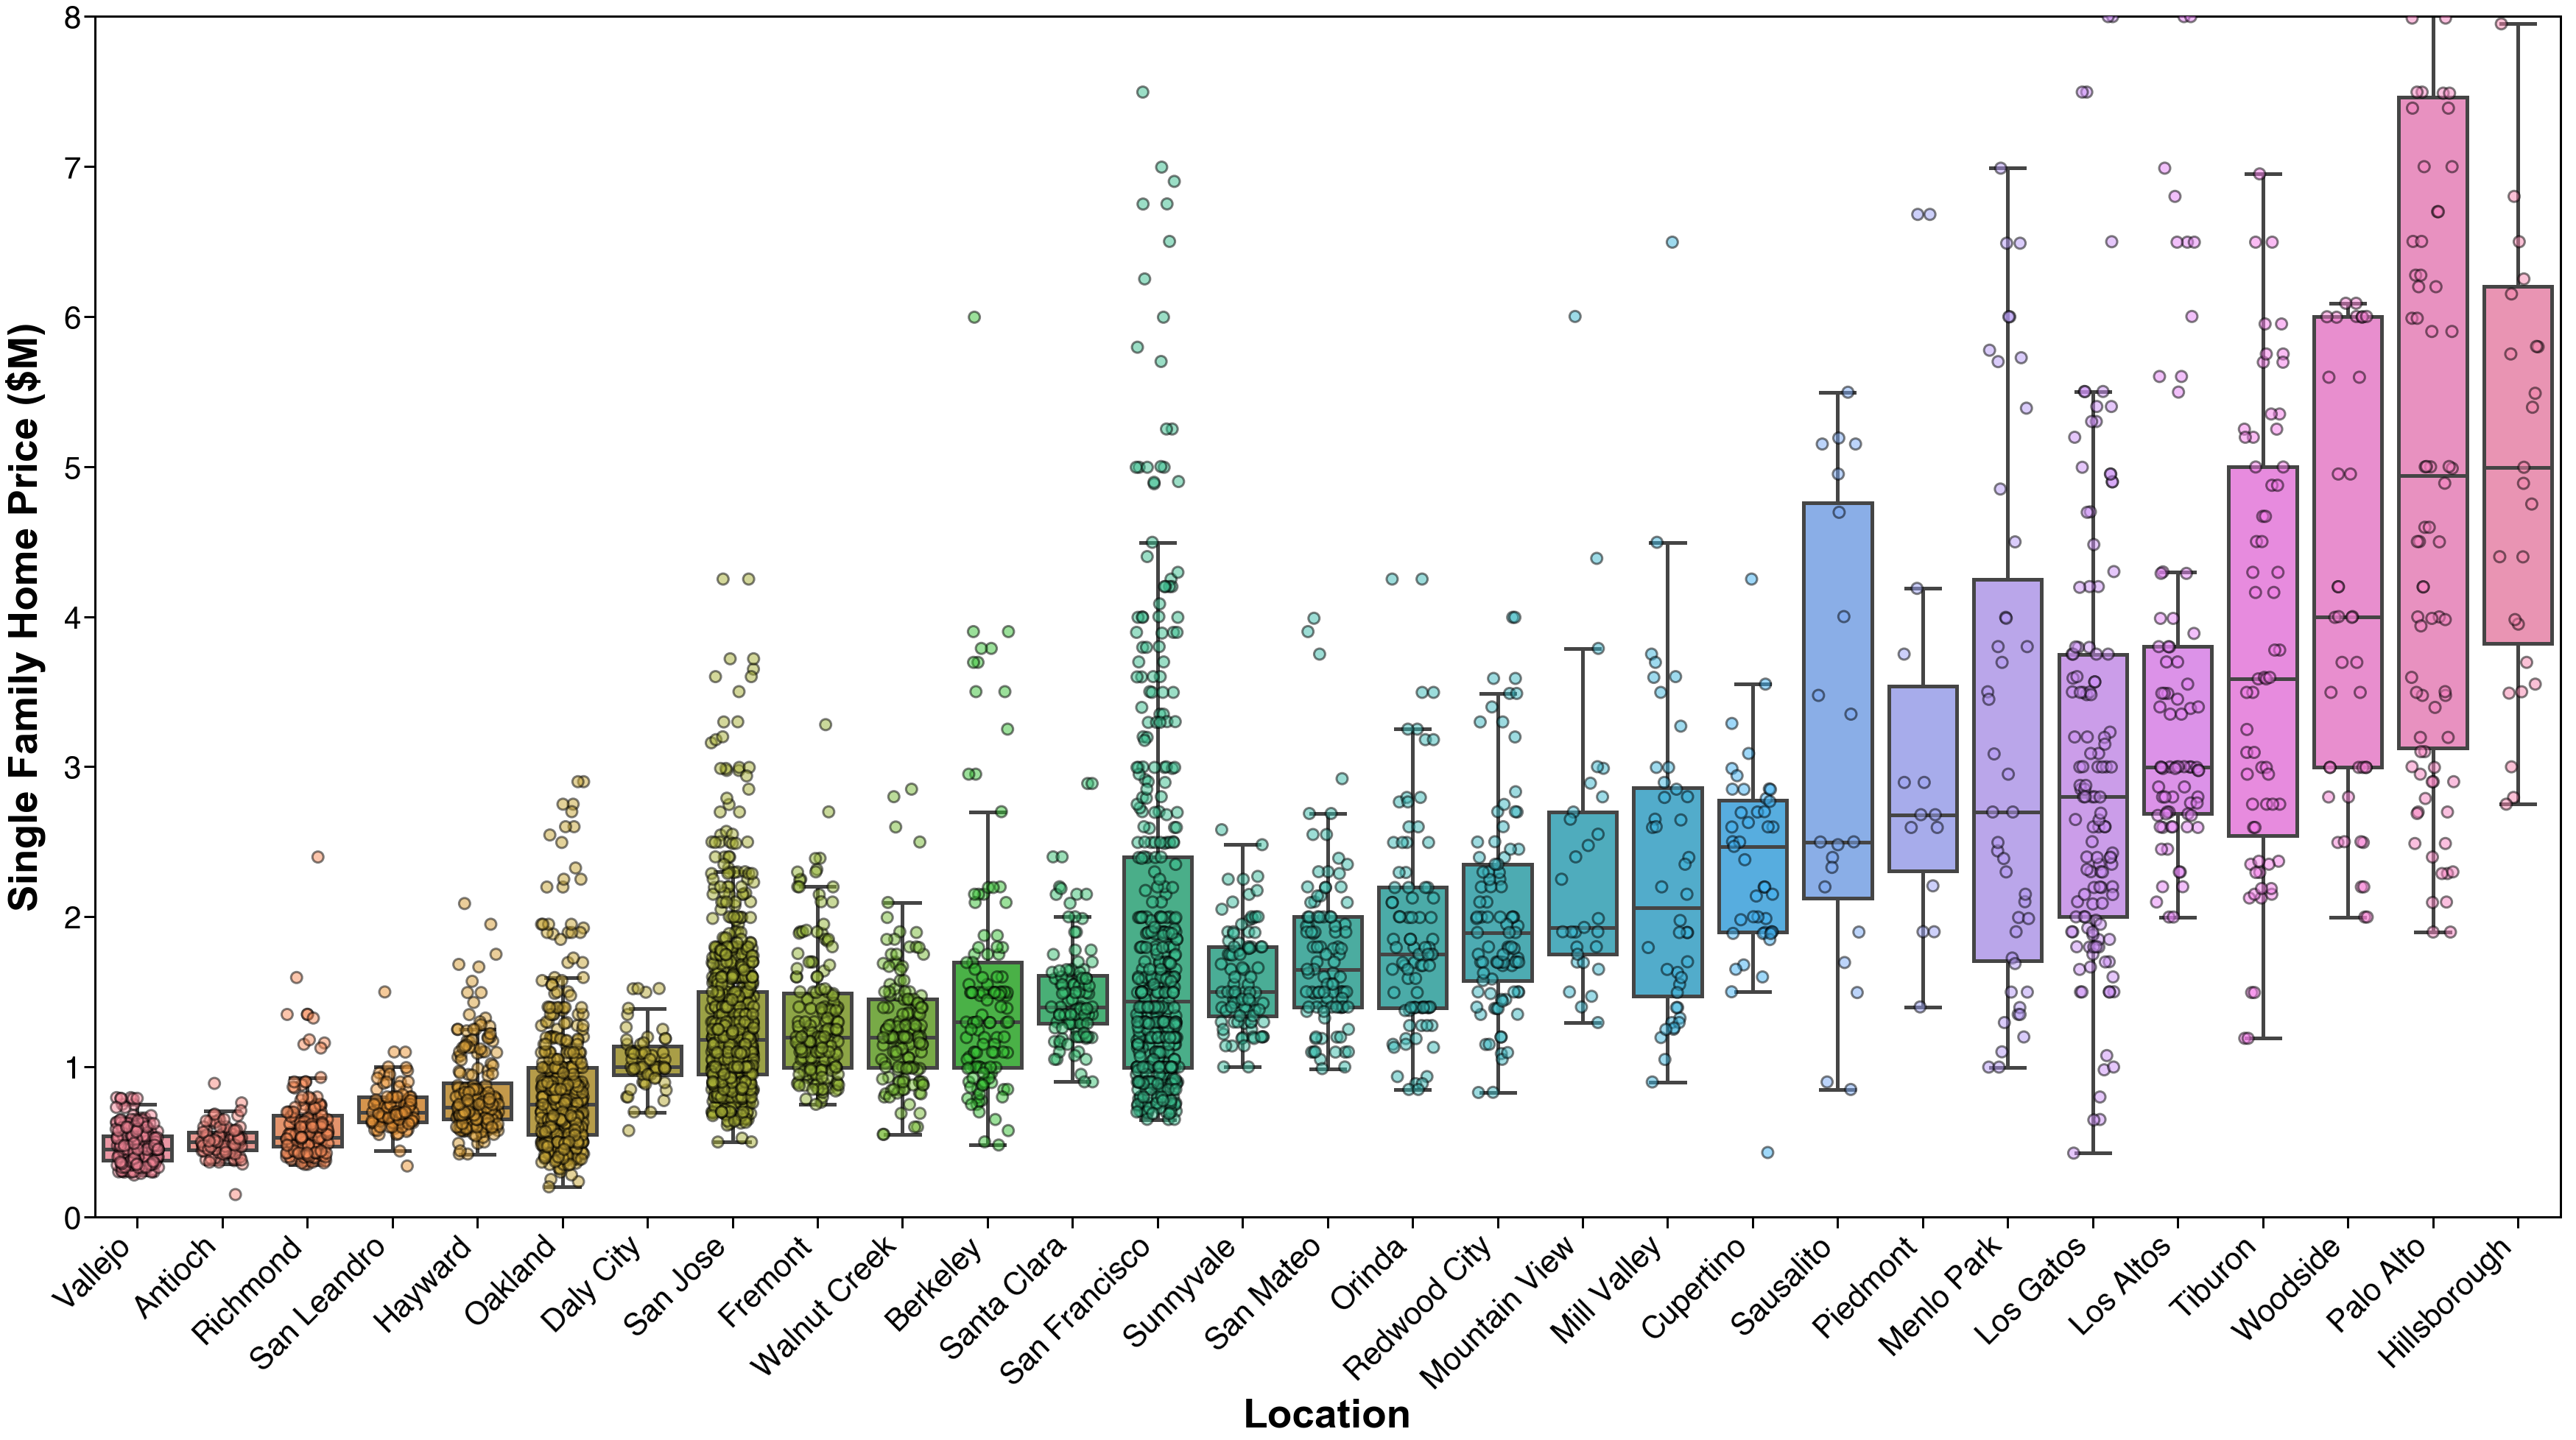 Single Family Home Price ($M)
8
7
6
5
4
3
2
1
0
Vallejo
Antioch
Richmond
San Leandro
Hayward
Oakland
Daly City
San Jose
Fremont
Walnut Creek
Berkeley
Santa Clara
San Francisco
Sunnyvale
San Mateo
Orinda
Redwood City
Mountain View
Mill Valley
Cupertino
Sausalito
Piedmont
Menlo Park
Los Gatos
Los Altos
Tiburon
Woodside
Palo Alto
Hillsborough
Location